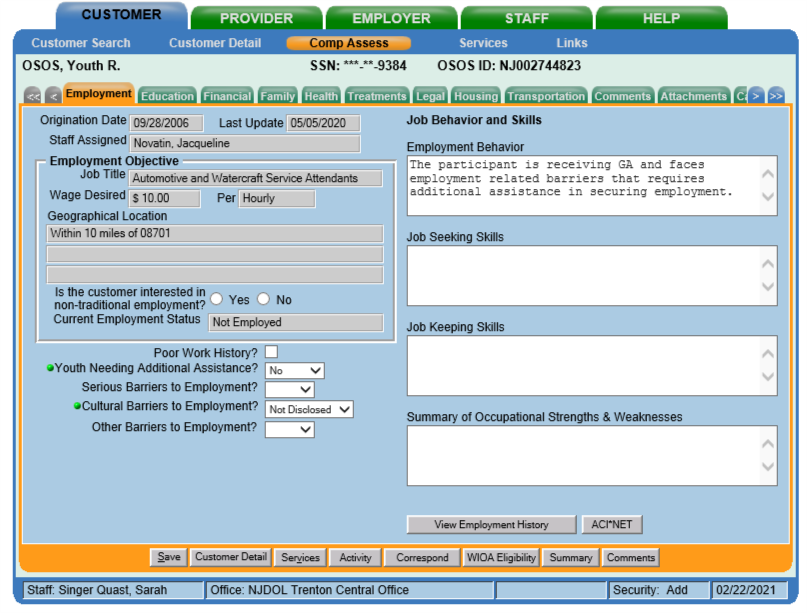 CUSTOMER PROVIDER EMPLOYER STAFF HELP
Customer Search Customer Detail Comp Assess Services Links
OSOS, Youth R. SSN: ***-**-9384 OSOS ID: NJ002744823
<< < Employment Education Financial Family Health Treatments Legal Housing Transportation Comments Attachments > >>
Origination Date 09/28/2006 Last Update 05/05/2020
Staff Assigned Novatin, Jacqueline
Employment Objective
Job Title Automotive and Watercraft Service Attendants
Wage Desired $ 10.00 Per Hourly
Geographical Location
Within 10 miles of 08701
Is the customer interested in
non-traditional employment? Yes No
Current Employment Status Not Employed
Poor Work History?
Youth Needing Additional Assistance? No
Serious Barriers to Employment?
Cultural Barriers to Employment? Not Disclosed
Other Barriers to Employment?
Job Behavior and Skills
Employment Behavior
The participant is receiving GA and faces
employment related barriers that requires
additional assistance in securing employment.
Job Seeking Skills
Job Keeping Skills
Summary of Occupational Strengths & Weaknesses
View Employment History ACI*NET
Save Customer Detail Services Activity Correspond WIOA Eligibility Summary Comments
Staff: Singer Quast, Sarah Office: NJDOL Trenton Central Office Security: Add 02/22/2021